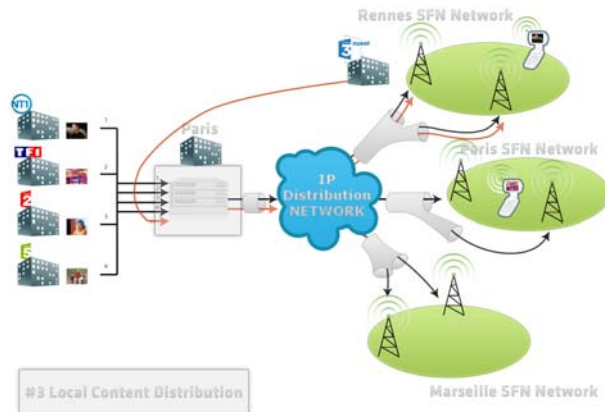 Rennes SFN Network
3
NT1
1
Paris
TF1
2
IP
Distribution
NETWORK
Paris SFN Network
2
3
5
4
#3 Local Content Distribution
Marseille SFN Network